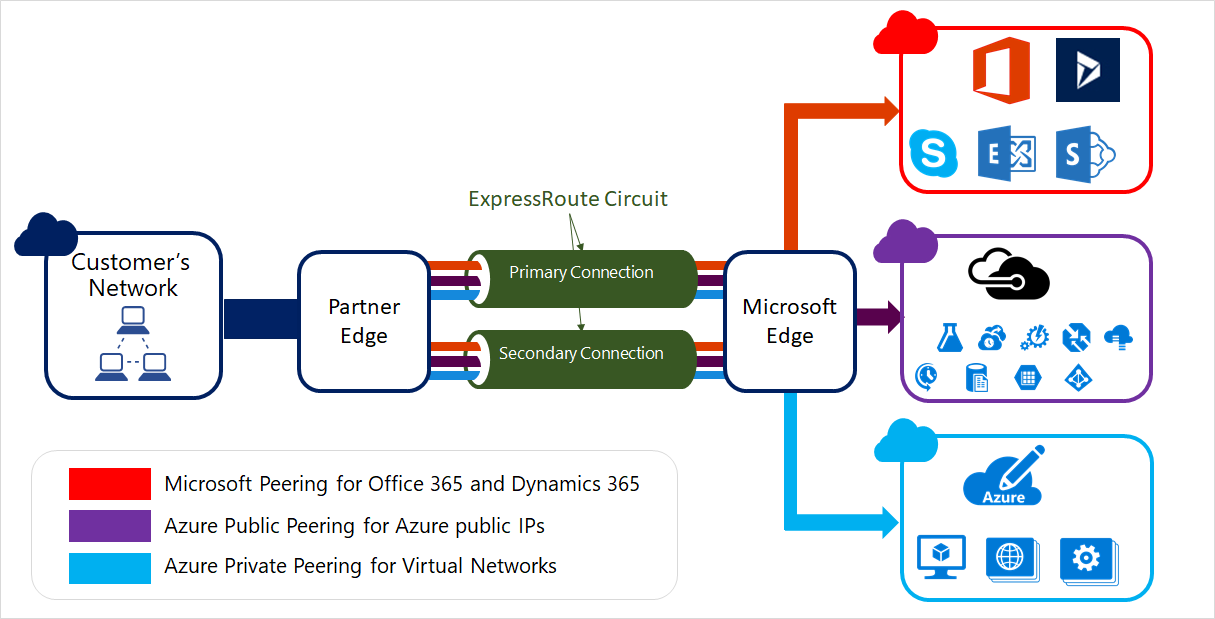 ExpressRoute Circuit
Customer's
Network
Partner
Edge
Primary Connection
Secondary Connection
Microsoft
Edge
S
E
S
Azure
Microsoft Peering for Office 365 and Dynamics 365
Azure Public Peering for Azure public IPs
Azure Private Peering for Virtual Networks